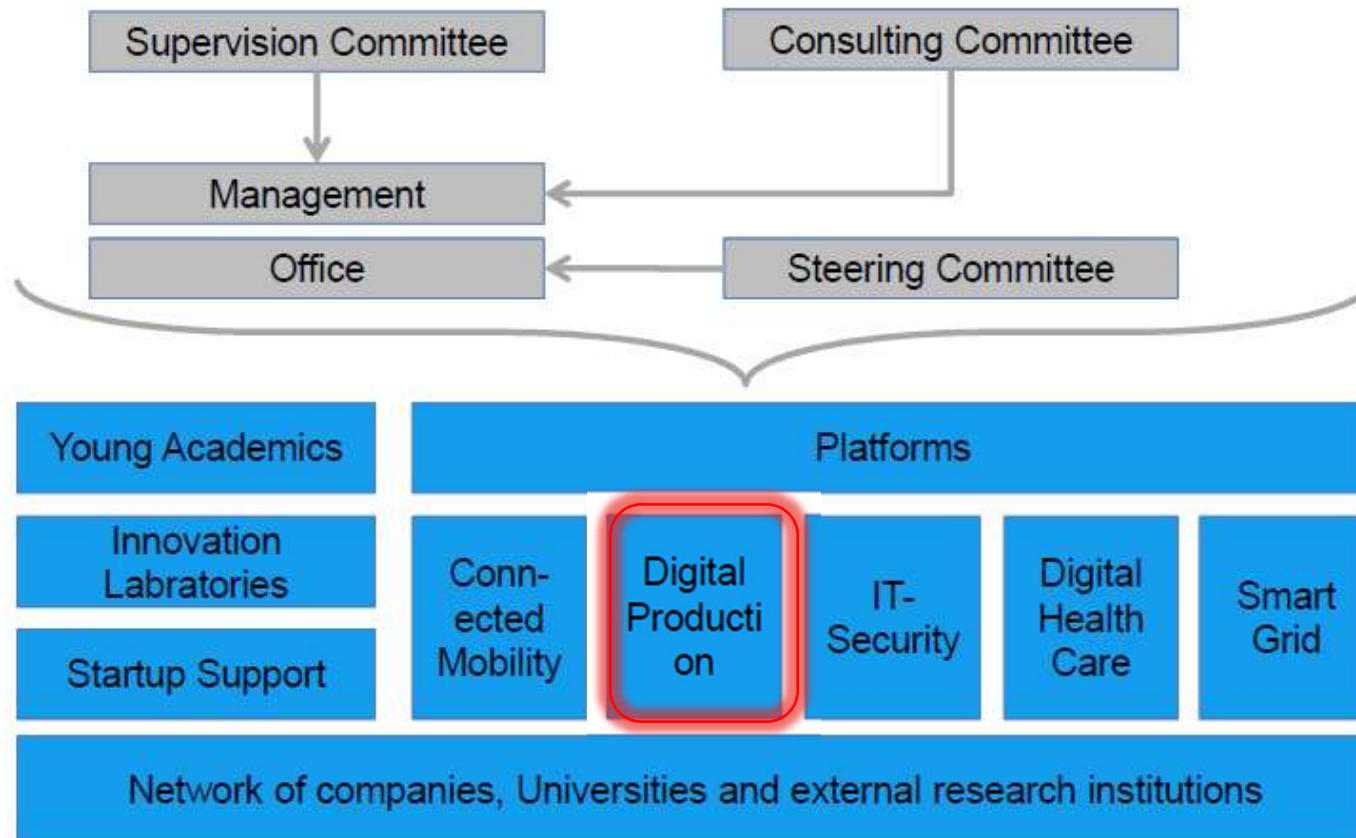 Supervision Committee
Consulting Committee
Management
Office
Steering Committee
Young Academics
Platforms
Innovation
Labratories
Startup Support
Conn-
ected
Mobility
Digital
Producti
on
IT-
Security
Digital
Health
Care
Smart
Grid
Network of companies, Universities and external research institutions